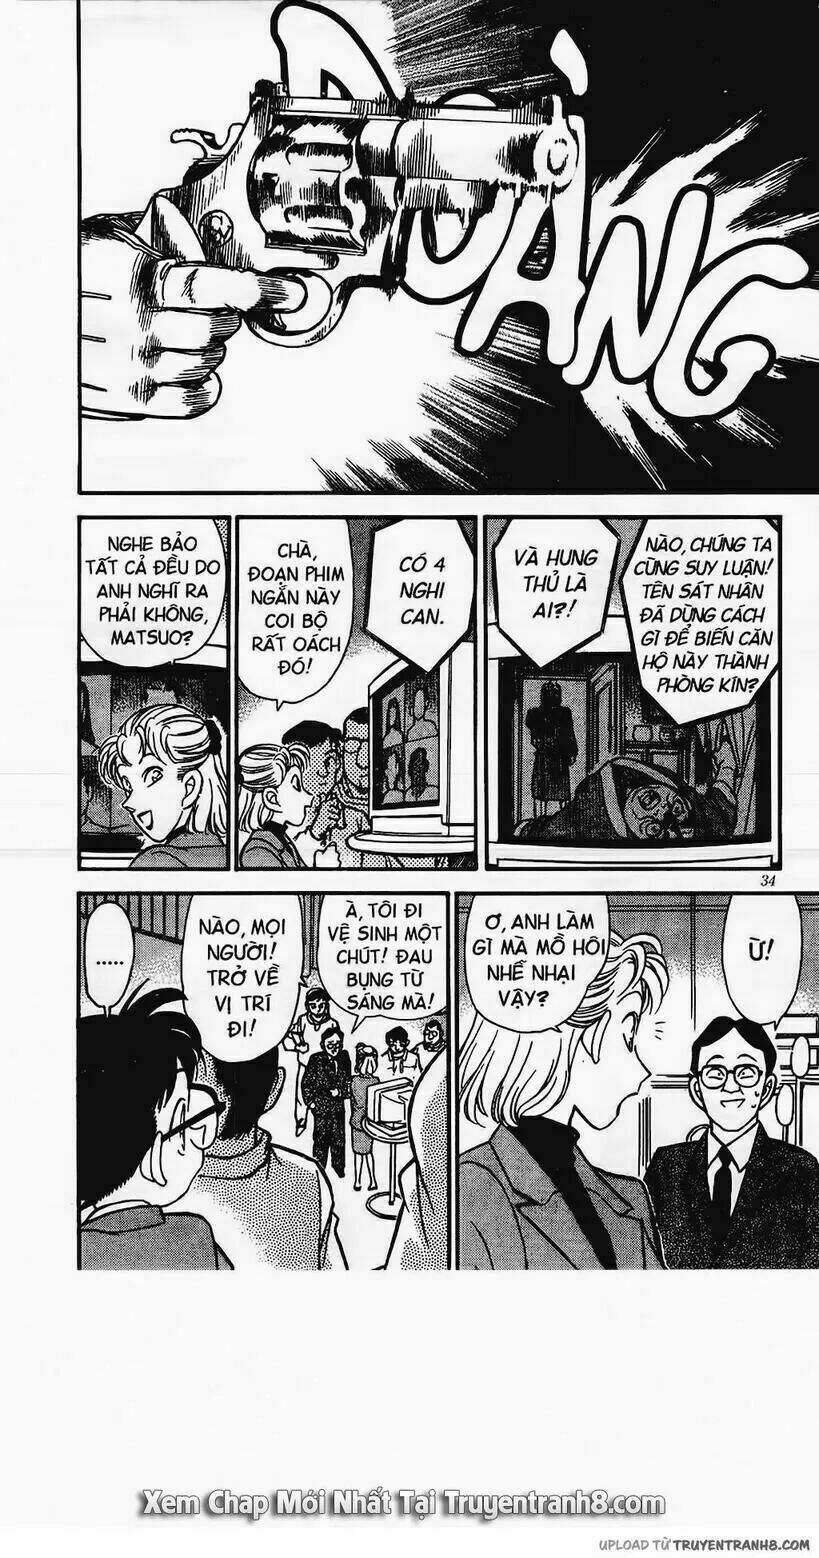 ĐOÀNG
NÀO, CHÚNG TA
CÙNG SUY LUẬN!
TÊN SÁT NHÂN
ĐÃ DÙNG CÁCH
GÌ ĐỂ BIẾN CĂN
HỘ NÀY THÀNH
PHÒNG KÍN?
VÀ HUNG
THỦ LÀ
AI?!
CÓ 4
NGHI
CAN.
CHÀ,
ĐOẠN PHIM
NGẮN NÀY
COI BỘ
RẤT OÁCH
ĐÓ!
NGHE BẢO
TẤT CẢ ĐỀU DO
ANH NGHĨ RA
PHẢI KHÔNG,
MATSUO?
34
Ừ!
Ơ, ANH LÀM
GÌ MÀ MỒ HÔI
NHỄ NHẠI
VẬY?
À, TÔI ĐI
VỆ SINH MỘT
CHÚT! ĐAU
BỤNG TỪ
SÁNG MÀ!
NÀO, MỌI
NGƯỜI!
TRỞ VỀ
VỊ TRÍ
ĐI!
.....
Xem Chap Mới Nhất Tại Truyentranh8.com
UPLOAD TỪ TRUYENTRANH8.COM